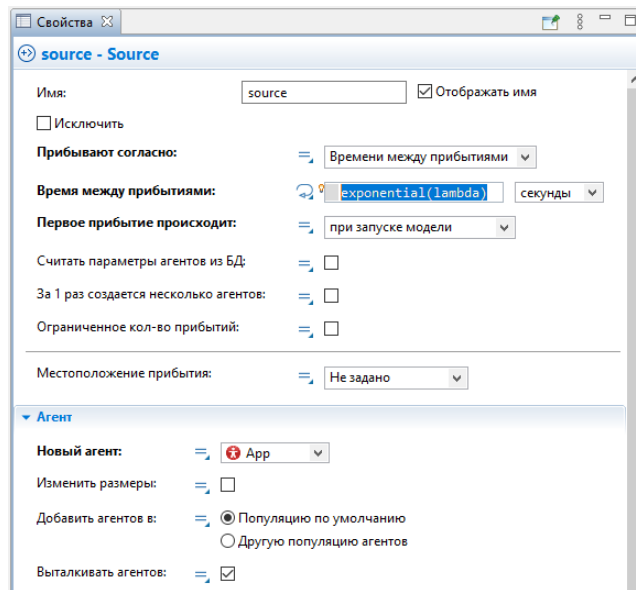 Свойства
source - Source
Имя: source Отображать имя
Исключить
Прибывают согласно: Времени между прибытиями
Время между прибытиями: exponential(lambda) секунды
Первое прибытие происходит: при запуске модели
Считать параметры агентов из БД:
За 1 раз создается несколько агентов:
Ограниченное кол-во прибытий:
Местоположение прибытия: Не задано
Агент
Новый агент: App
Изменить размеры:
Добавить агентов в: Популяцию по умолчанию
Другую популяцию агентов
Выталкивать агентов: